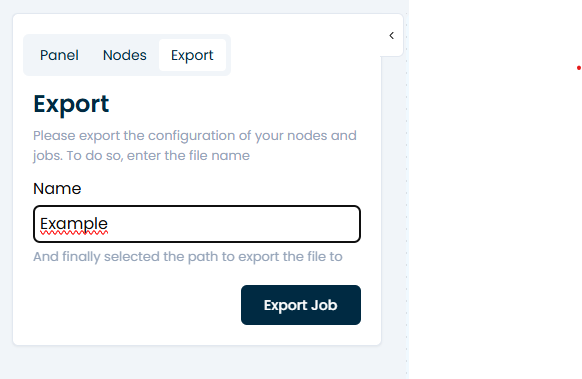 Panel Nodes Export
Export
Please export the configuration of your nodes and
jobs. To do so, enter the file name
Name
Example
And finally selected the path to export the file to
Export Job